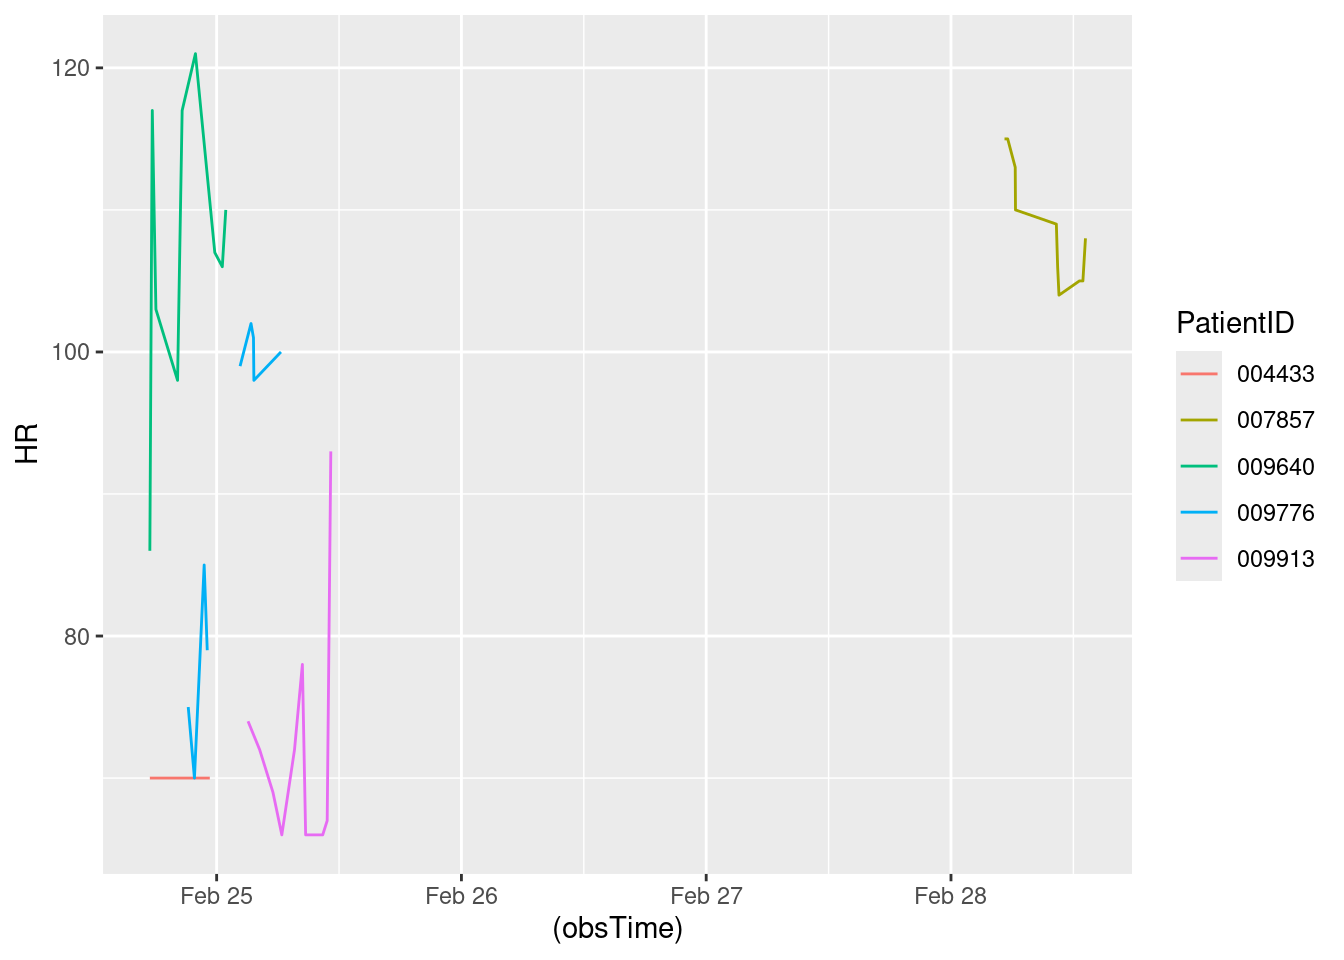 120
100
80
HR
Feb 25
Feb 26
Feb 27
Feb 28
(obsTime)
PatientID
004433
007857
009640
009776
009913